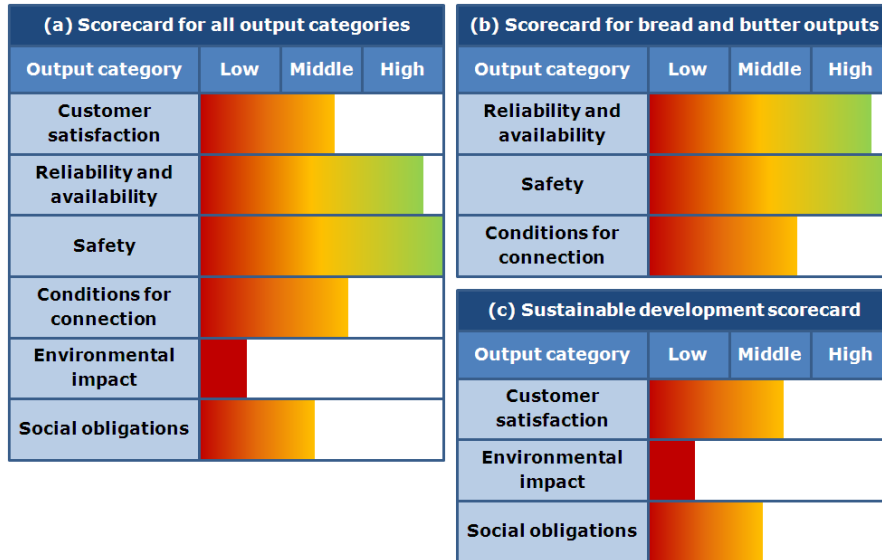 (a) Scorecard for all output categories
Output category Low Middle High
Customer
satisfaction
Reliability and
availability
Safety
Conditions for
connection
Environmental
impact
Social obligations
(b) Scorecard for bread and butter outputs
Output category Low Middle High
Reliability and
availability
Safety
Conditions for
connection
(c) Sustainable development scorecard
Output category Low Middle High
Customer
satisfaction
Environmental
impact
Social obligations